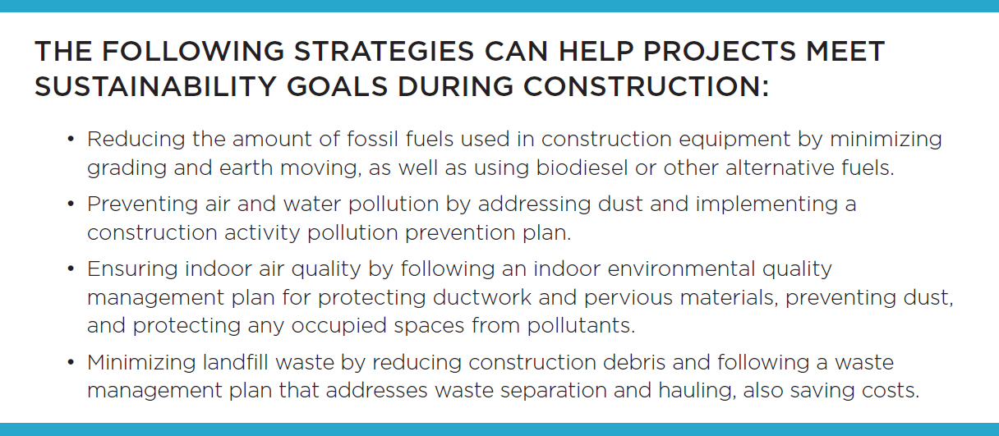 THE FOLLOWING STRATEGIES CAN HELP PROJECTS MEET
SUSTAINABILITY GOALS DURING CONSTRUCTION:
• Reducing the amount of fossil fuels used in construction equipment by minimizing
grading and earth moving, as well as using biodiesel or other alternative fuels.
• Preventing air and water pollution by addressing dust and implementing a
construction activity pollution prevention plan.
• Ensuring indoor air quality by following an indoor environmental quality
management plan for protecting ductwork and pervious materials, preventing dust,
and protecting any occupied spaces from pollutants.
• Minimizing landfill waste by reducing construction debris and following a waste
management plan that addresses waste separation and hauling, also saving costs.